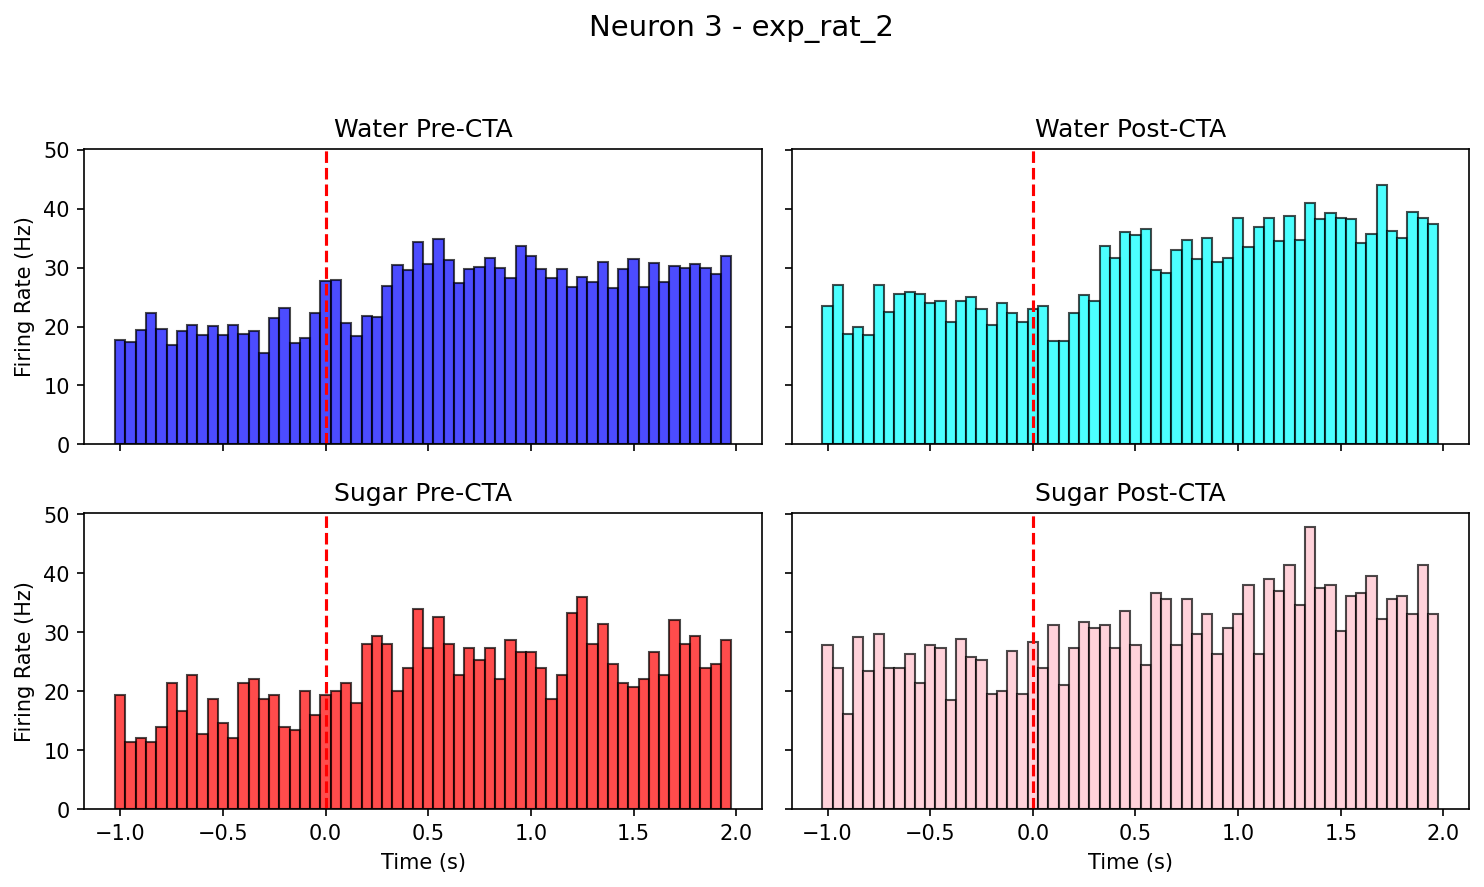 Neuron 3 - exp_rat_2
Water Pre-CTA
Water Post-CTA
50
40
30
20
10
0
Firing Rate (Hz)
Sugar Pre-CTA
Sugar Post-CTA
50
40
30
20
10
0
Firing Rate (Hz)
−1.0 −0.5 0.0 0.5 1.0 1.5 2.0
−1.0 −0.5 0.0 0.5 1.0 1.5 2.0
Time (s)
Time (s)